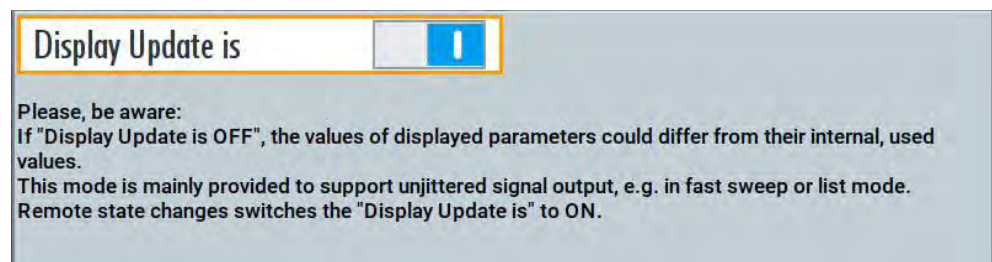 Display Update is
Please, be aware:
If "Display Update is OFF", the values of displayed parameters could differ from their internal, used
values.
This mode is mainly provided to support unjittered signal output, e.g. in fast sweep or list mode.
Remote state changes switches the "Display Update is" to ON.